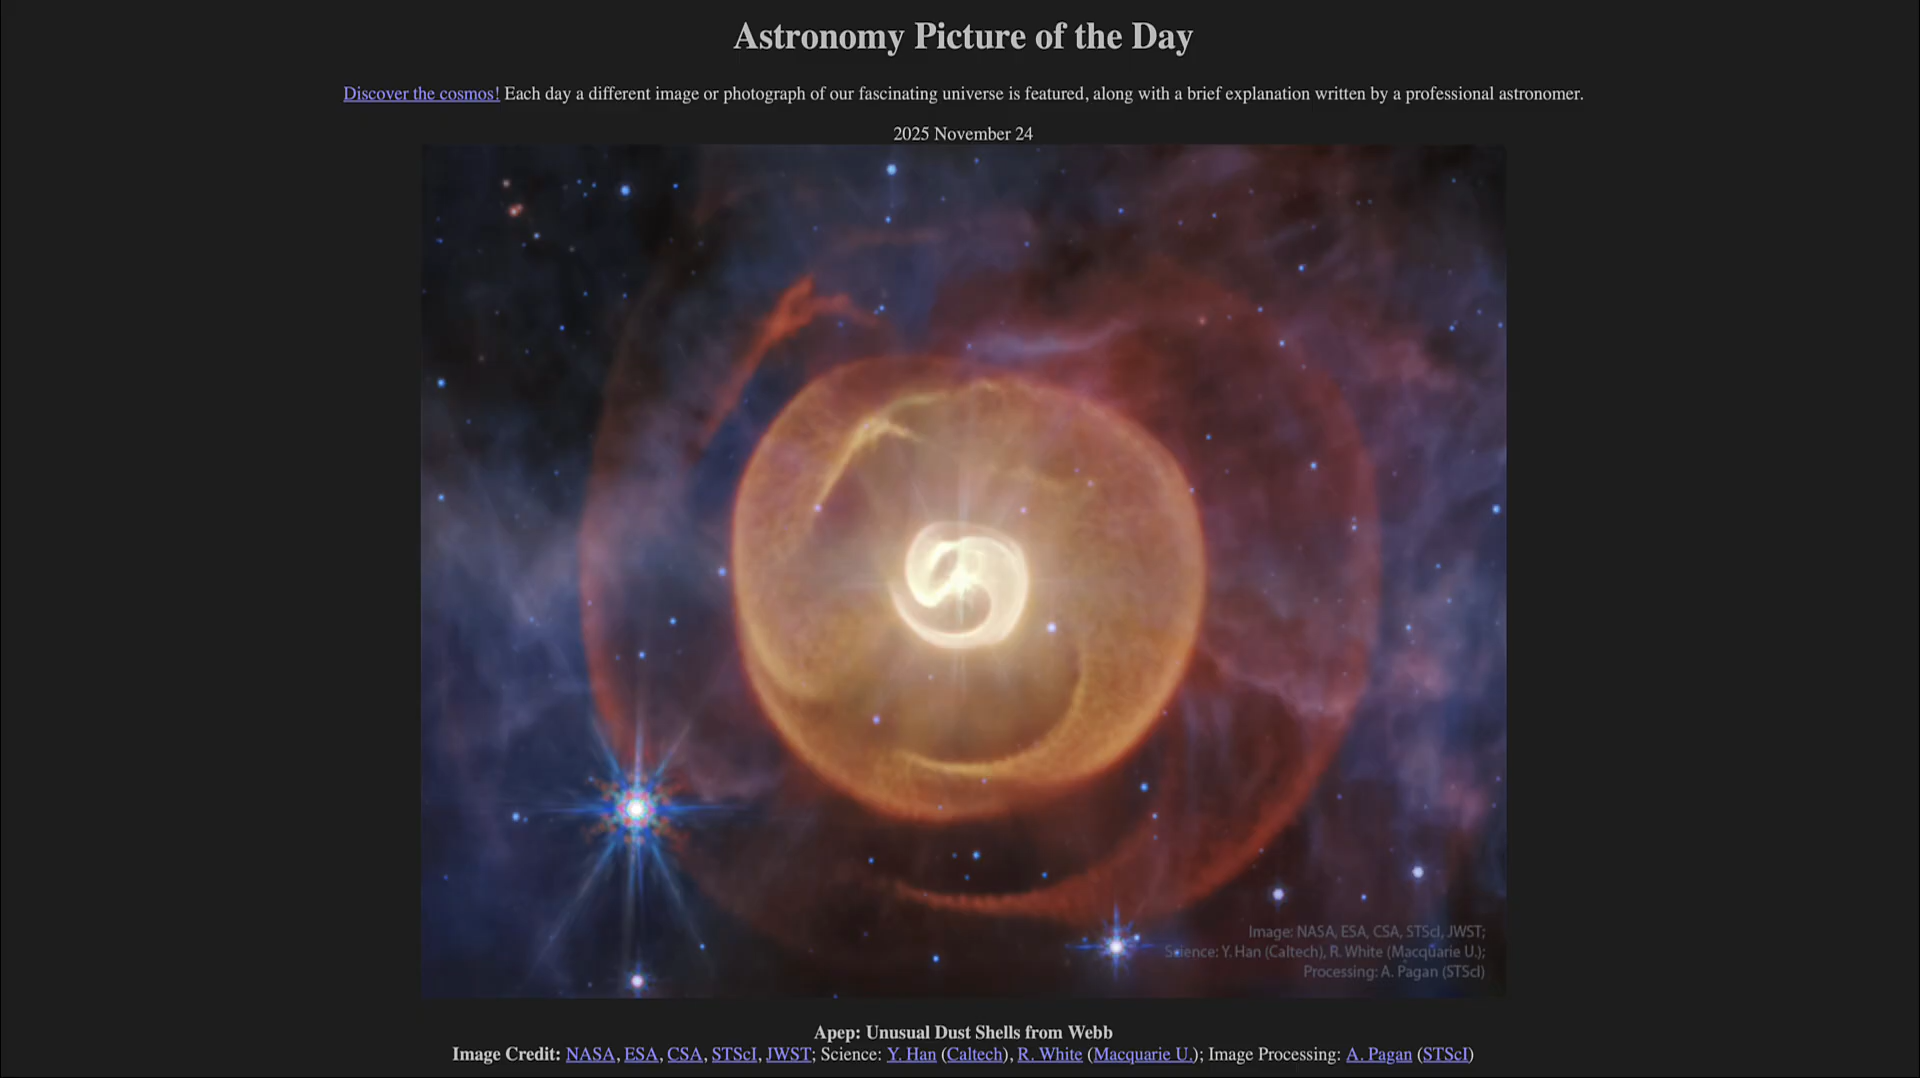 Astronomy Picture of the Day
Discover the cosmos! Each day a different image or photograph of our fascinating universe is featured, along with a brief explanation written by a professional astronomer.
2025 November 24
Image: NASA, ESA, CSA, STScI, JWST;
Science: Y. Han (Caltech), R. White (Macquarie U.);
Processing: A. Pagan (STScI)
Apep: Unusual Dust Shells from Webb
Image Credit: NASA, ESA, CSA, STScI, JWST; Science: Y. Han (Caltech), R. White (Macquarie U.); Image Processing: A. Pagan (STScI)